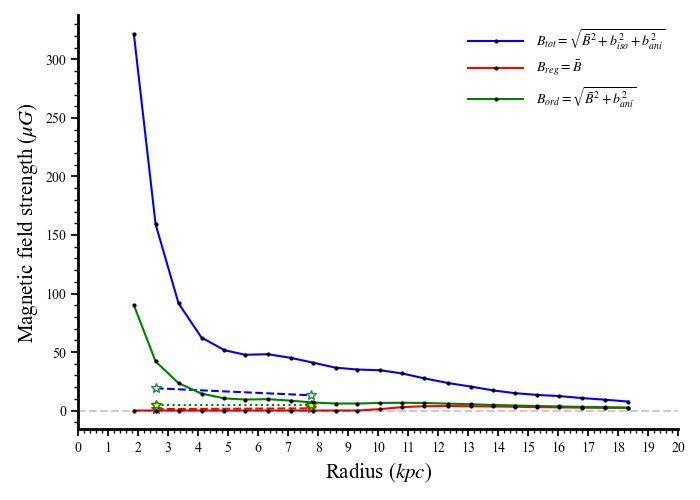 B_tot = √(B̄² + b_iso² + b_ani²)
B_reg = B̄
B_ord = √(B̄² + b_ani²)
Magnetic field strength (μG)
300
250
200
150
100
50
0
0 1 2 3 4 5 6 7 8 9 10 11 12 13 14 15 16 17 18 19 20
Radius (kpc)